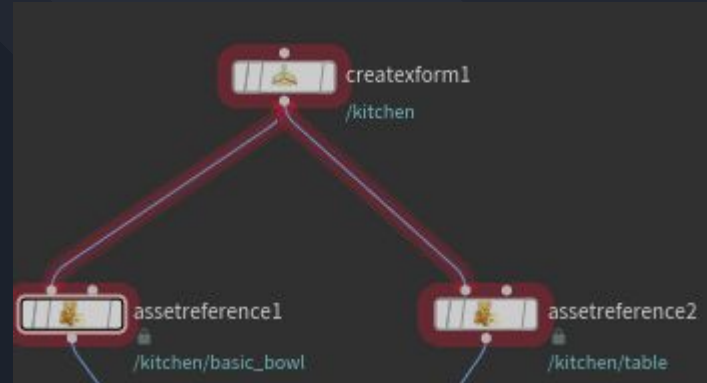 createxform1
/kitchen
assetreference1
/kitchen/basic_bowl
assetreference2
/kitchen/table